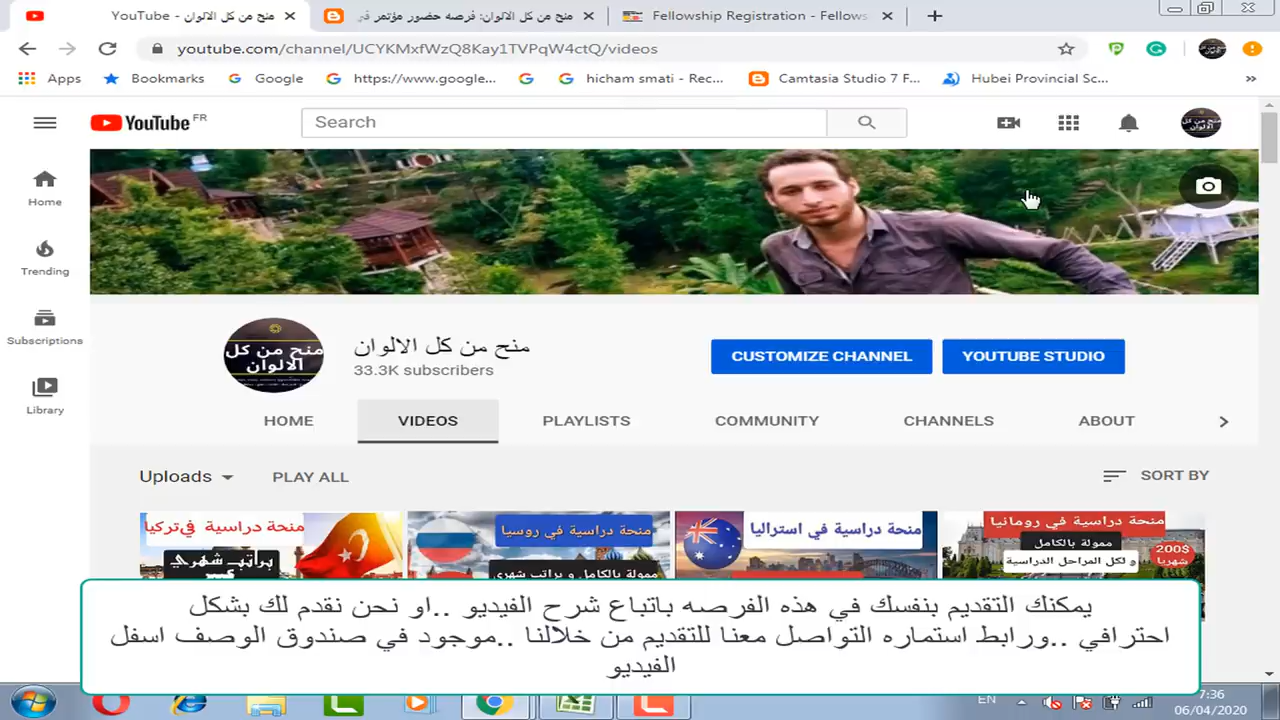 YouTube - منح من كل الالوان
منح من كل الالوان: فرصه حضور مؤتمر في
Fellowship Registration - Fellows
youtube.com/channel/UCYKMxfWzQ8Kay1TVPqW4ctQ/videos
Apps
Bookmarks
Google
https://www.google...
hicham smati - Rec...
Camtasia Studio 7 F...
Hubei Provincial Sc...
»
YouTube FR
Search
Home
Trending
Subscriptions
Library
منح من كل
الالوان
منح من كل الالوان
33.3K subscribers
CUSTOMIZE CHANNEL
YOUTUBE STUDIO
HOME
VIDEOS
PLAYLISTS
COMMUNITY
CHANNELS
ABOUT
Uploads
PLAY ALL
SORT BY
منحة دراسية في تركيا
براتب شهري
منحة دراسية في روسيا
ممولة بالكامل و براتب شهري
منحة دراسية في استراليا
منحة دراسية في رومانيا
ممولة بالكامل
و لكل المراحل الدراسية
200$
شهريا
يمكنك التقديم بنفسك في هذه الفرصه باتباع شرح الفيديو ..او نحن نقدم لك بشكل
احترافي ..ورابط استماره التواصل معنا للتقديم من خلالنا ..موجود في صندوق الوصف اسفل
الفيديو
EN
7:36
06/04/2020